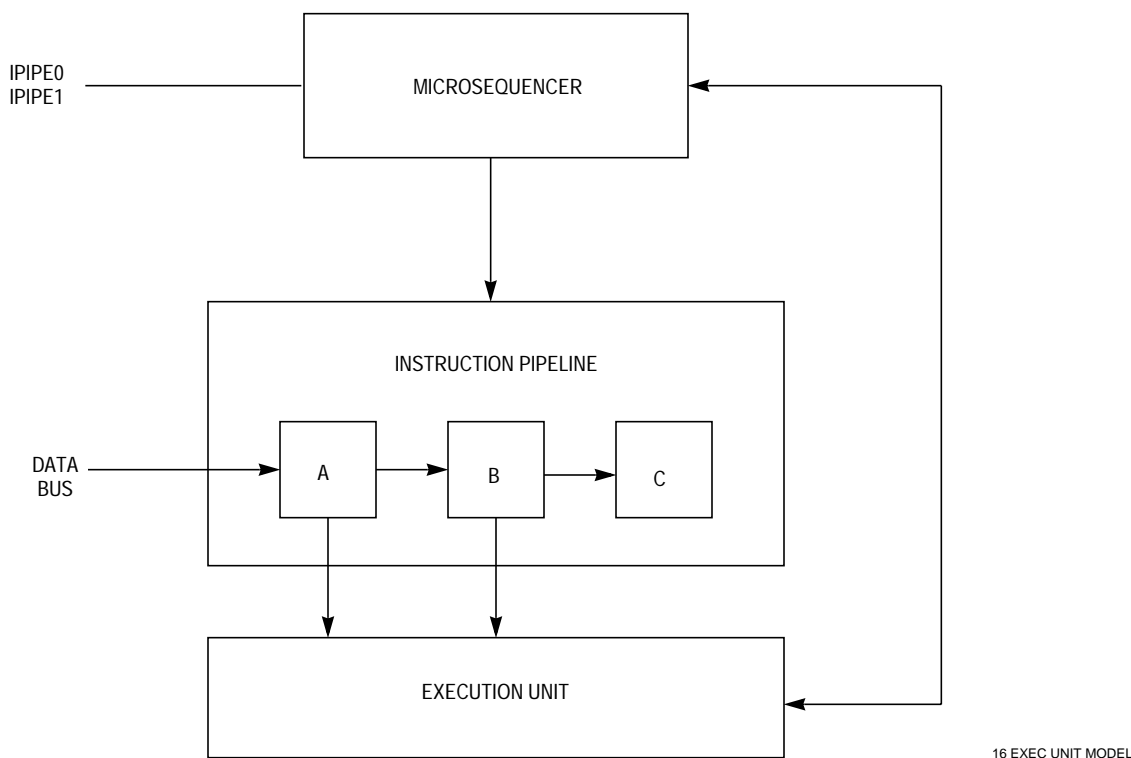 IPIPE0
IPIPE1
MICROSEQUENCER
INSTRUCTION PIPELINE
DATA
BUS
A
B
C
EXECUTION UNIT
16 EXEC UNIT MODEL